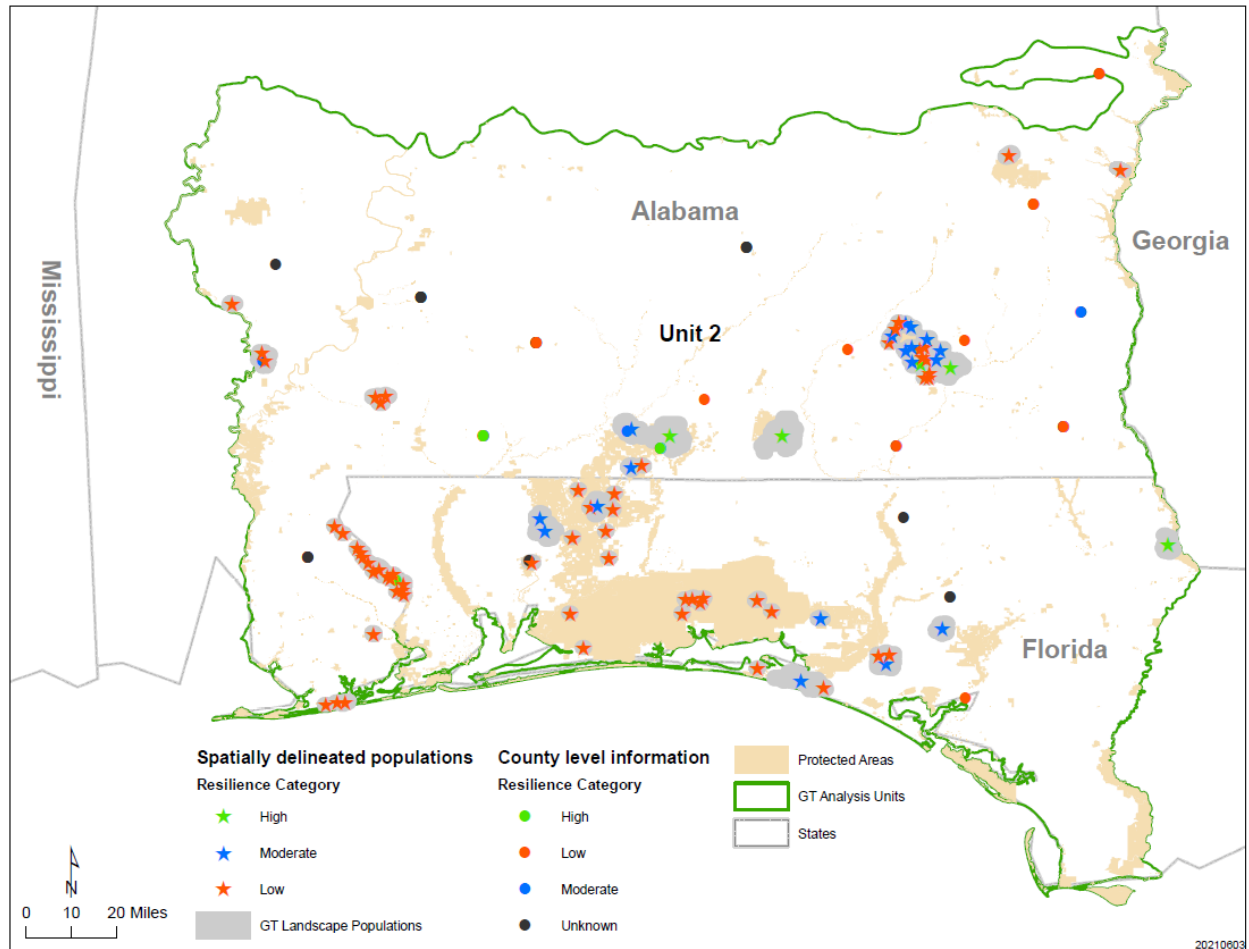 Alabama
Georgia
Mississippi
Unit 2
Florida
Spatially delineated populations
Resilience Category
High
Moderate
Low
GT Landscape Populations
County level information
Resilience Category
High
Low
Moderate
Unknown
Protected Areas
GT Analysis Units
States
N
0 10 20 Miles
20210603